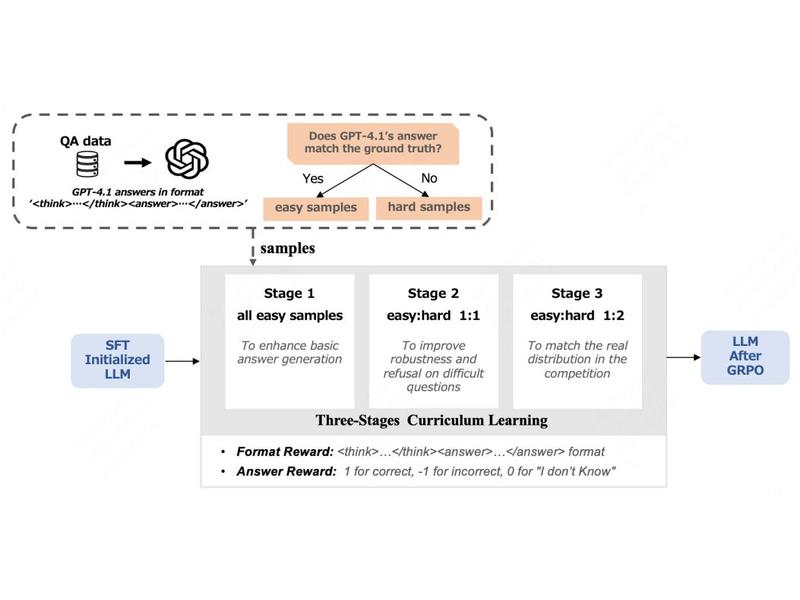 QA data
GPT-4.1 answers in format
‘<think>···</think><answer>···</answer>’
Does GPT-4.1’s answer
match the ground truth?
Yes
No
easy samples
hard samples
samples
SFT
Initialized
LLM
Stage 1
all easy samples
To enhance basic
answer generation
Stage 2
easy:hard 1:1
To improve
robustness and
refusal on difficult
questions
Stage 3
easy:hard 1:2
To match the real
distribution in the
competition
Three-Stages Curriculum Learning
• Format Reward: <think>…</think><answer>…</answer> format
• Answer Reward: 1 for correct, -1 for incorrect, 0 for "I don’t Know"
LLM
After
GRPO